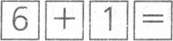 6 + 1 =